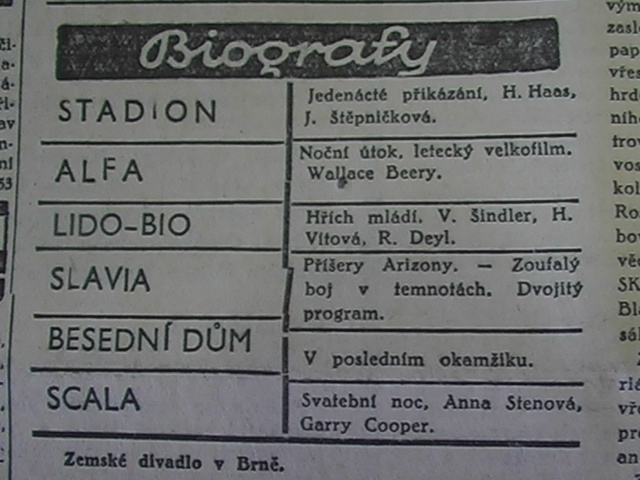 Biografy
STADION
Jedenácté přikázání, H. Haas,
J. Štěpničková.
ALFA
Noční útok, letecký velkofilm.
Wallace Beery.
LIDO-BIO
Hřích mládí. V. Šindler, H.
Vítová, R. Deyl.
SLAVIA
Příšery Arizony. — Zoufalý
boj v temnotách. Dvojitý
program.
BESEDNÍ DŮM
V posledním okamžiku.
SCALA
Svatební noc, Anna Stenová,
Garry Cooper.
Zemské divadlo v Brně.